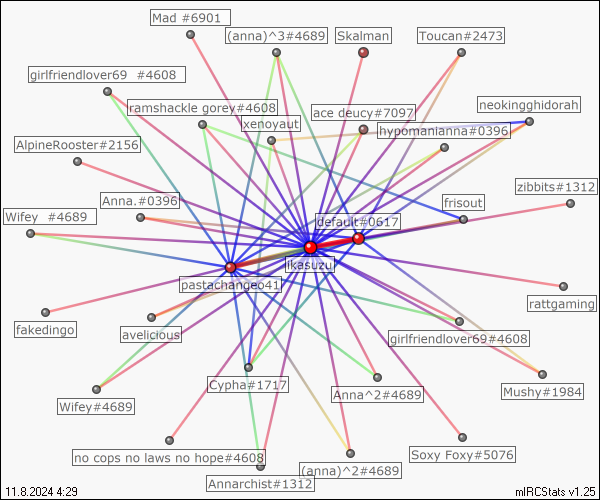 Mad #6901
(anna)^3#4689
Skalman
Toucan#2473
girlfriendlover69 #4608
ramshackle gorey#4608
neokingghidorah
xenoyaut
ace deucy#7097
hypomanianna#0396
AlpineRooster#2156
Anna.#0396
zibbits#1312
frisout
Wifey #4689
default#0617
ikasuzu
pastachangeo41
rattgaming
fakedingo
avelicious
girlfriendlover69#4608
Cypha#1717
Anna^2#4689
Mushy#1984
Wifey#4689
no cops no laws no hope#4608
Soxy Foxy#5076
(anna)^2#4689
Annarchist#1312
11.8.2024 4:29
mIRCStats v1.25